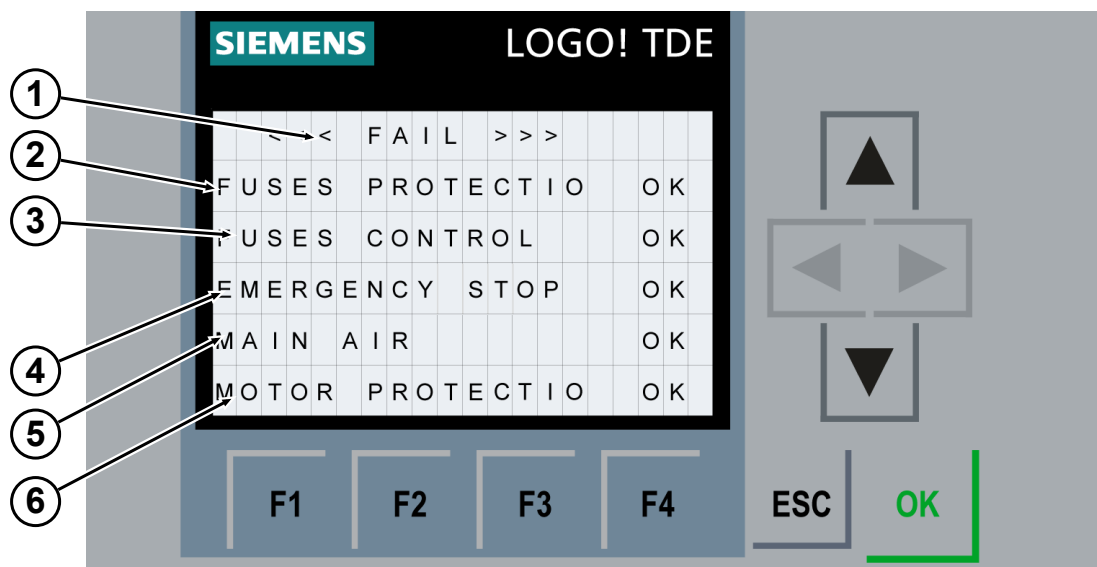 SIEMENS LOGO! TDE
1
<<< FAIL >>>
2
FUSES PROTECTIO OK
3
FUSES CONTROL OK
4
EMERGENCY STOP OK
5
MAIN AIR OK
6
MOTOR PROTECTIO OK
F1 F2 F3 F4 ESC OK